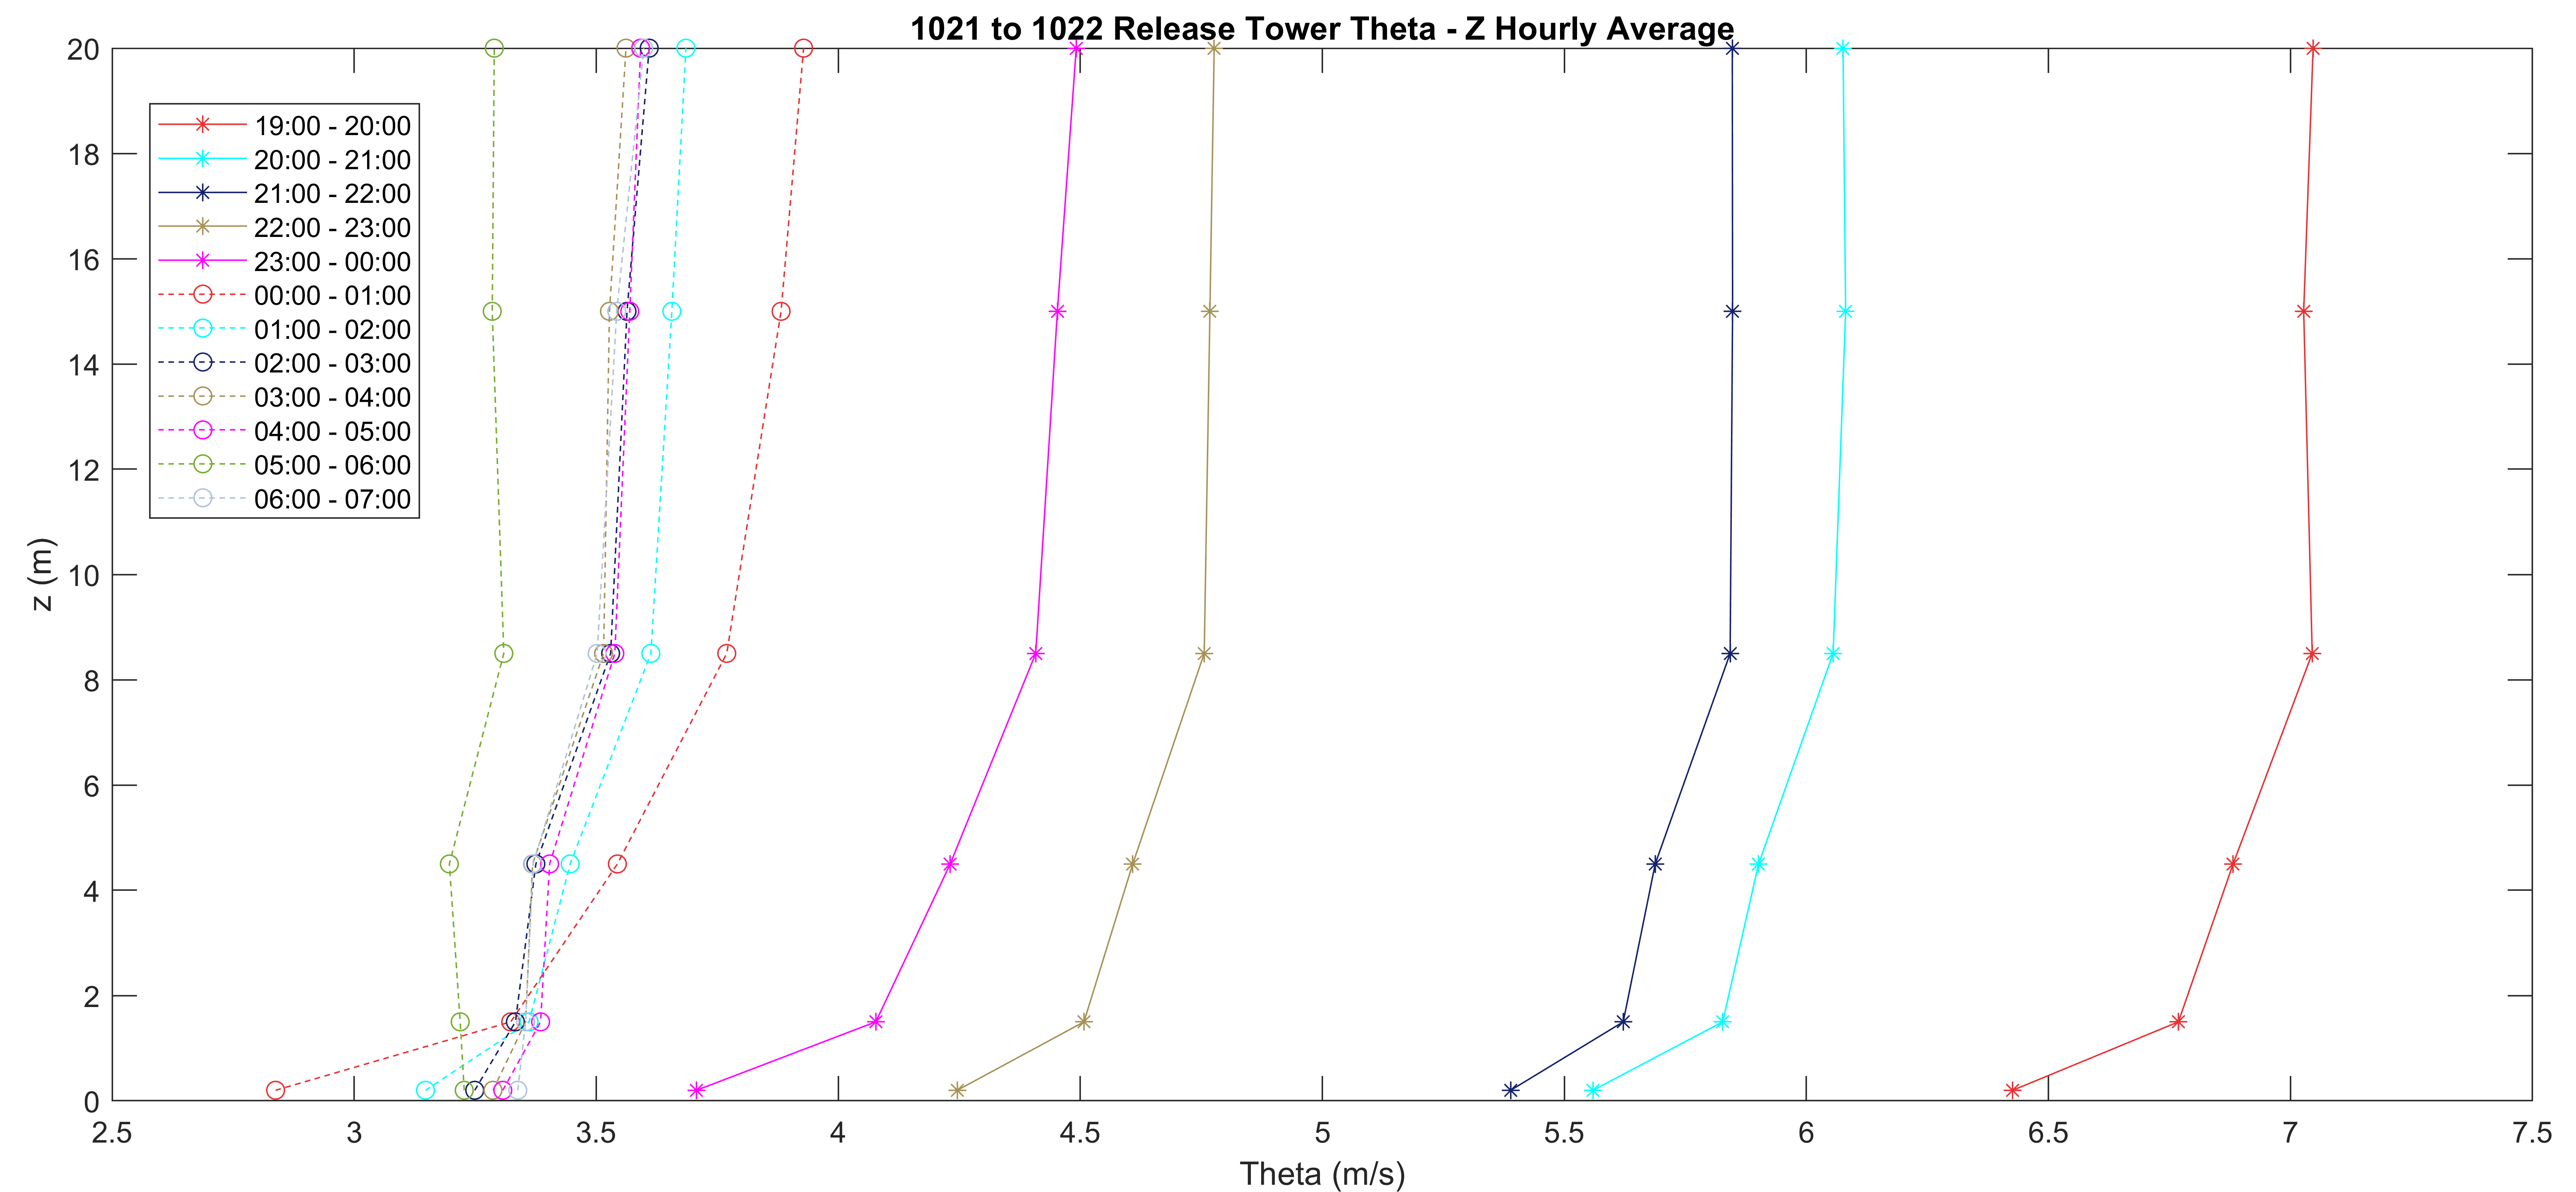 1021 to 1022 Release Tower Theta - Z Hourly Average
20
18
16
14
12
10
8
6
4
2
0
z (m)
19:00 - 20:00
20:00 - 21:00
21:00 - 22:00
22:00 - 23:00
23:00 - 00:00
00:00 - 01:00
01:00 - 02:00
02:00 - 03:00
03:00 - 04:00
04:00 - 05:00
05:00 - 06:00
06:00 - 07:00
2.5 3 3.5 4 4.5 5 5.5 6 6.5 7 7.5
Theta (m/s)